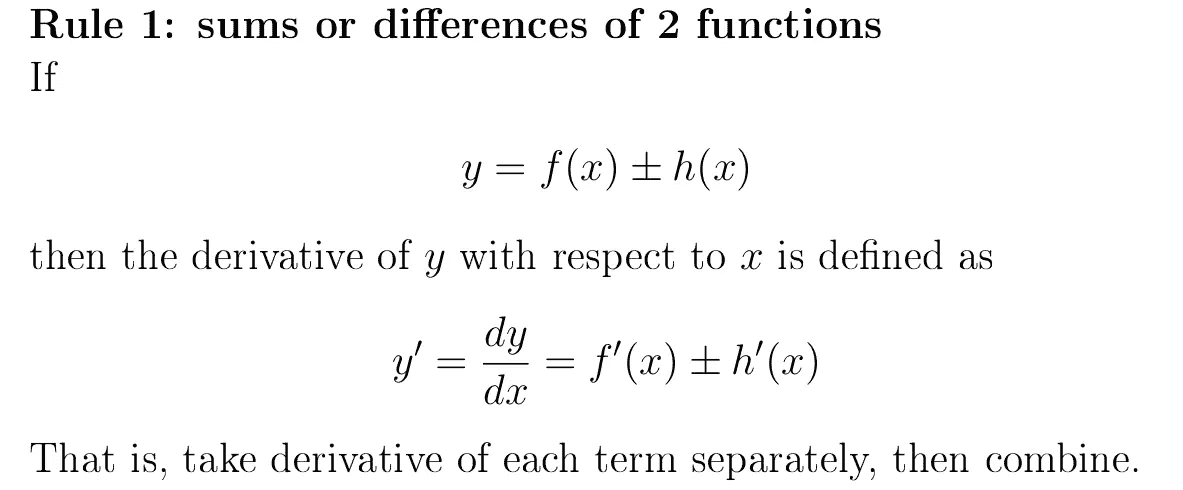 Rule 1: sums or differences of 2 functions
If
y = f(x) ± h(x)
then the derivative of y with respect to x is defined as
y′ = dy/dx = f′(x) ± h′(x)
That is, take derivative of each term separately, then combine.